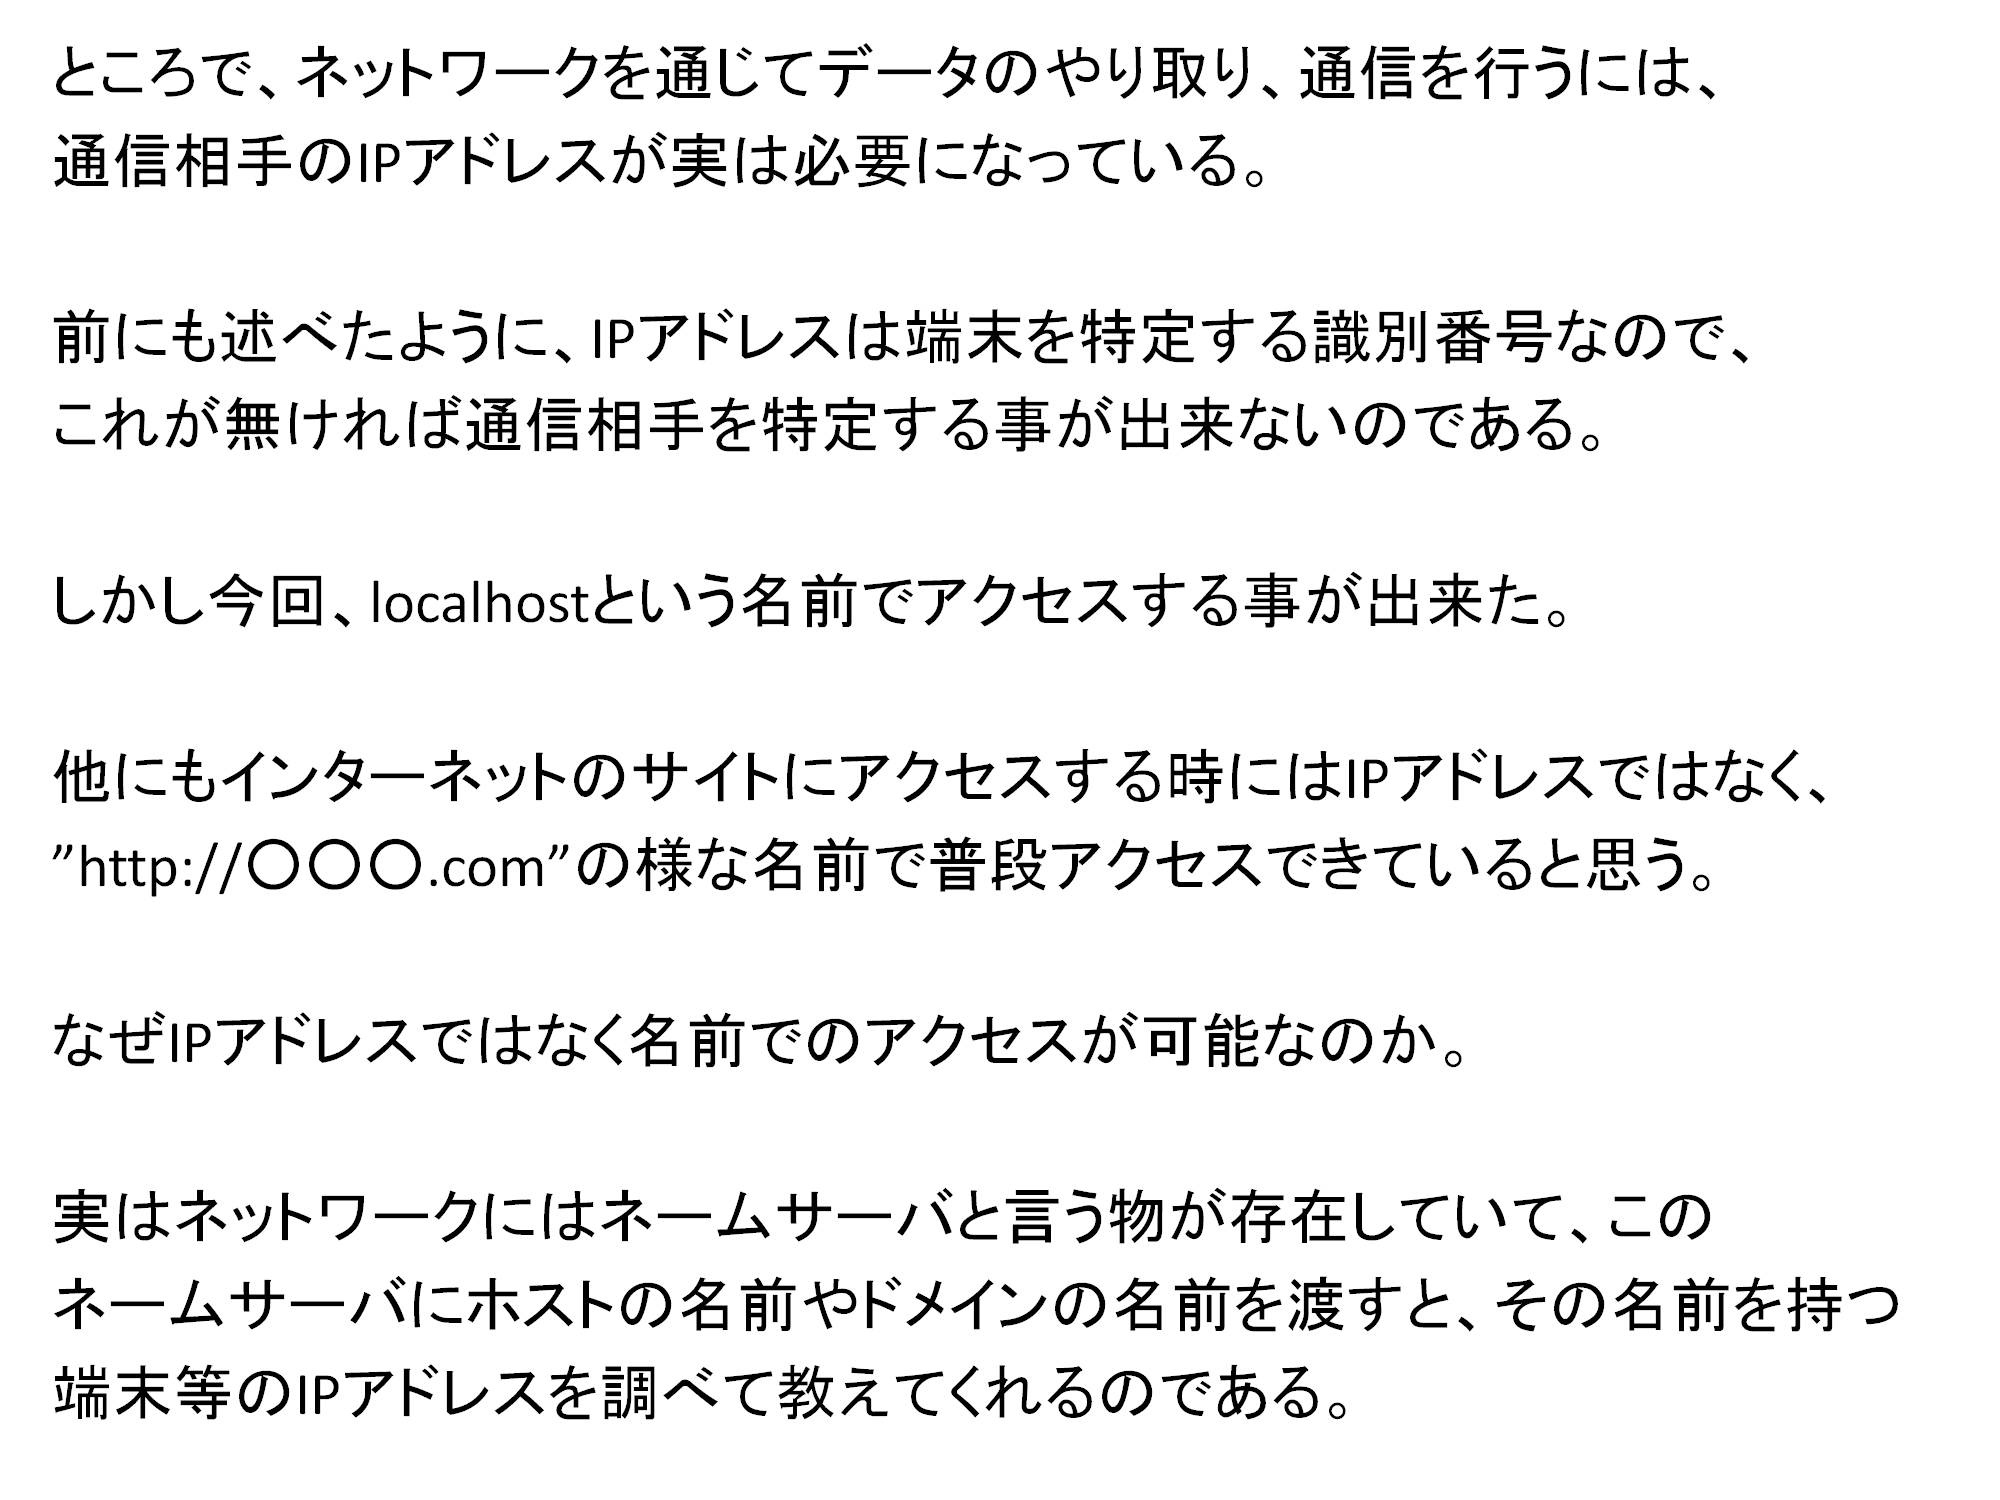 ところで、ネットワークを通じてデータのやり取り、通信を行うには、
通信相手のIPアドレスが実は必要になっている。
前にも述べたように、IPアドレスは端末を特定する識別番号なので、
これが無ければ通信相手を特定する事が出来ないのである。
しかし今回、localhostという名前でアクセスする事が出来た。
他にもインターネットのサイトにアクセスする時にはIPアドレスではなく、
”http://〇〇〇.com”の様な名前で普段アクセスできていると思う。
なぜIPアドレスではなく名前でのアクセスが可能なのか。
実はネットワークにはネームサーバと言う物が存在していて、この
ネームサーバにホストの名前やドメインの名前を渡すと、その名前を持つ
端末等のIPアドレスを調べて教えてくれるのである。